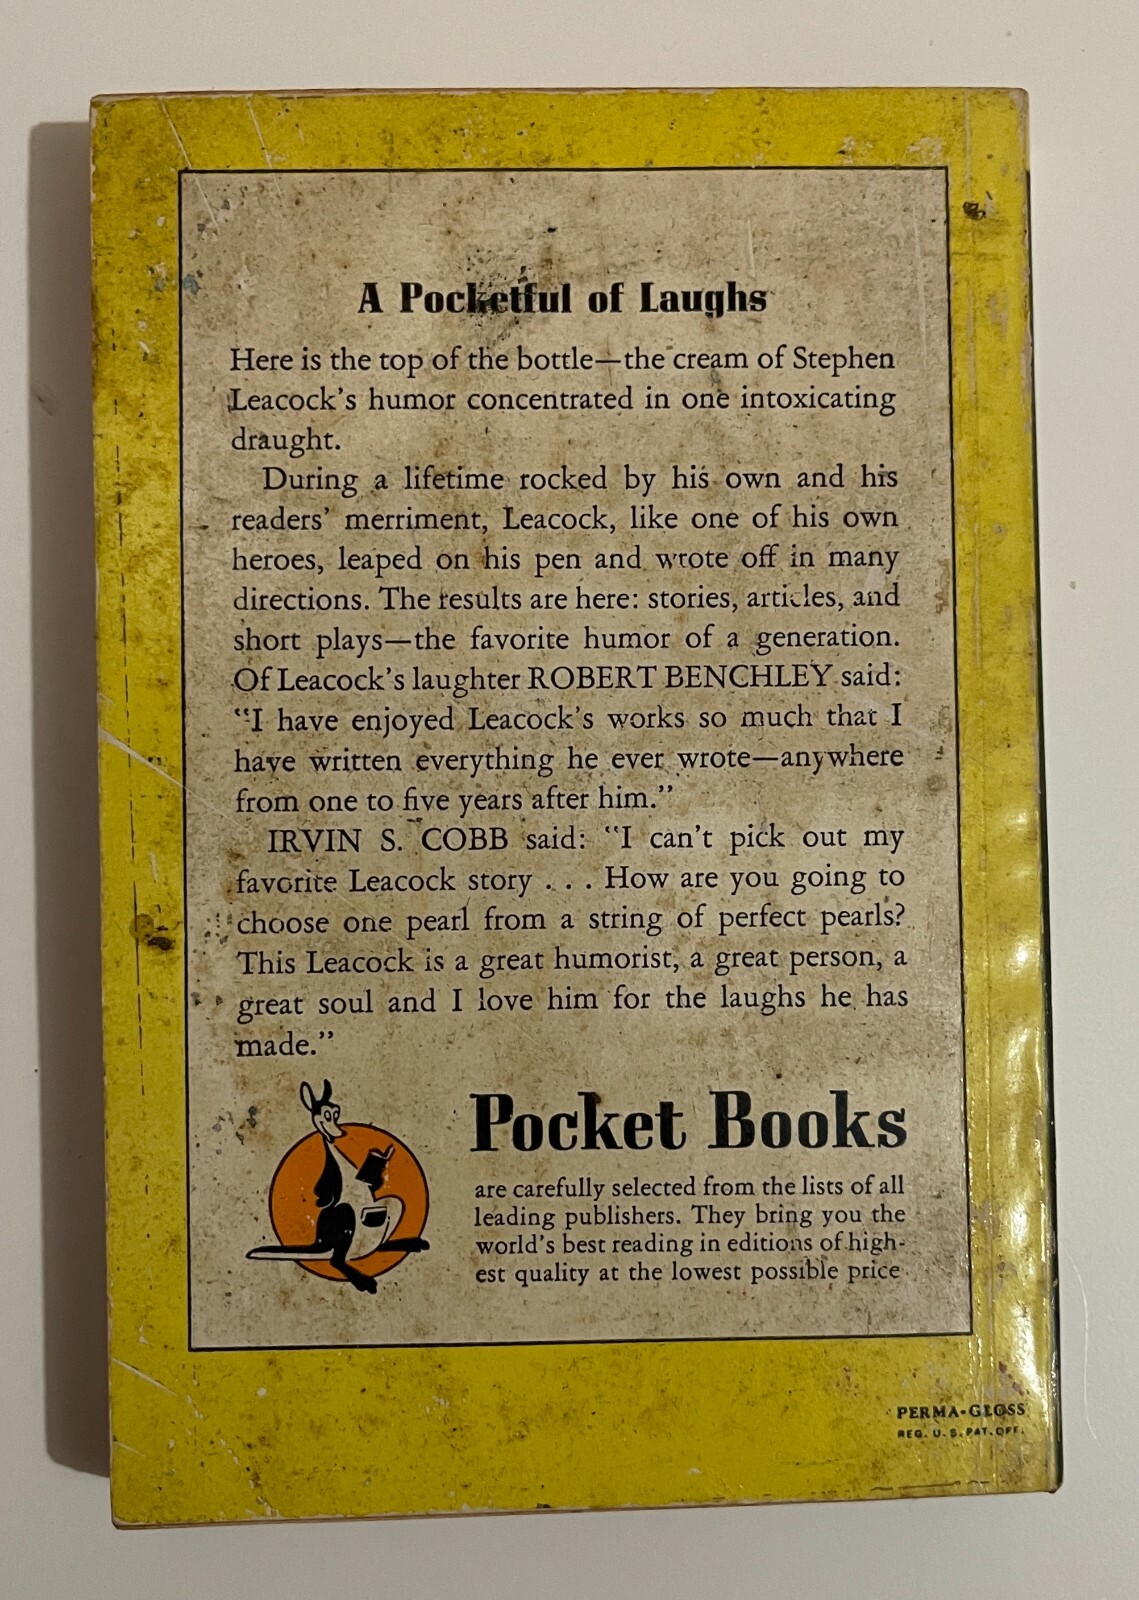 A Pocketful of Laughs
Here is the top of the bottle—the cream of Stephen
Leacock's humor concentrated in one intoxicating
draught.
During a lifetime rocked by his own and his
readers' merriment, Leacock, like one of his own
heroes, leaped on his pen and wrote off in many
directions. The results are here: stories, articles, and
short plays—the favorite humor of a generation.
Of Leacock's laughter ROBERT BENCHLEY said:
"I have enjoyed Leacock's works so much that I
have written everything he ever wrote—anywhere
from one to five years after him."
IRVIN S. COBB said: "I can't pick out my
favorite Leacock story . . . How are you going to
choose one pearl from a string of perfect pearls?
This Leacock is a great humorist, a great person, a
great soul and I love him for the laughs he has
made."
Pocket Books
are carefully selected from the lists of all
leading publishers. They bring you the
world's best reading in editions of high-
est quality at the lowest possible price
PERMA-GLOSS
REG. U. S. PAT. OFF.